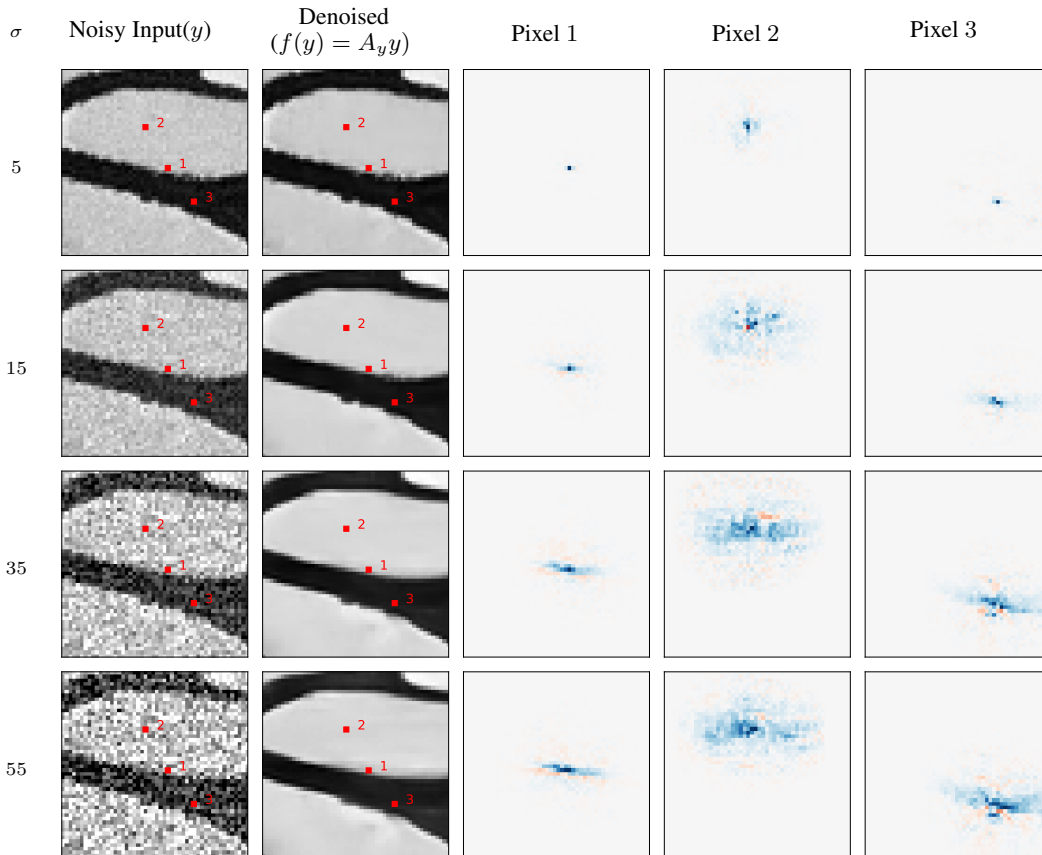 σ Noisy Input(y) Denoised Pixel 1 Pixel 2 Pixel 3
(f(y) = A_y y)
5 2 1 3 2 1 3
15 2 1 3 2 1 3
35 2 1 3 2 1 3
55 2 1 3 2 1 3